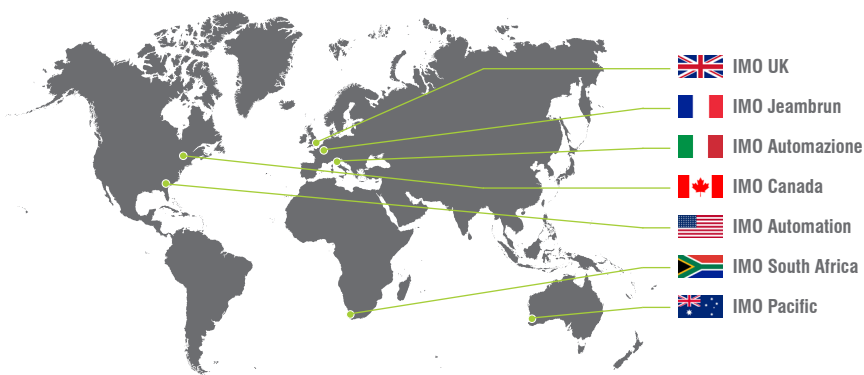 IMO UK
IMO Jeambrun
IMO Automazione
IMO Canada
IMO Automation
IMO South Africa
IMO Pacific